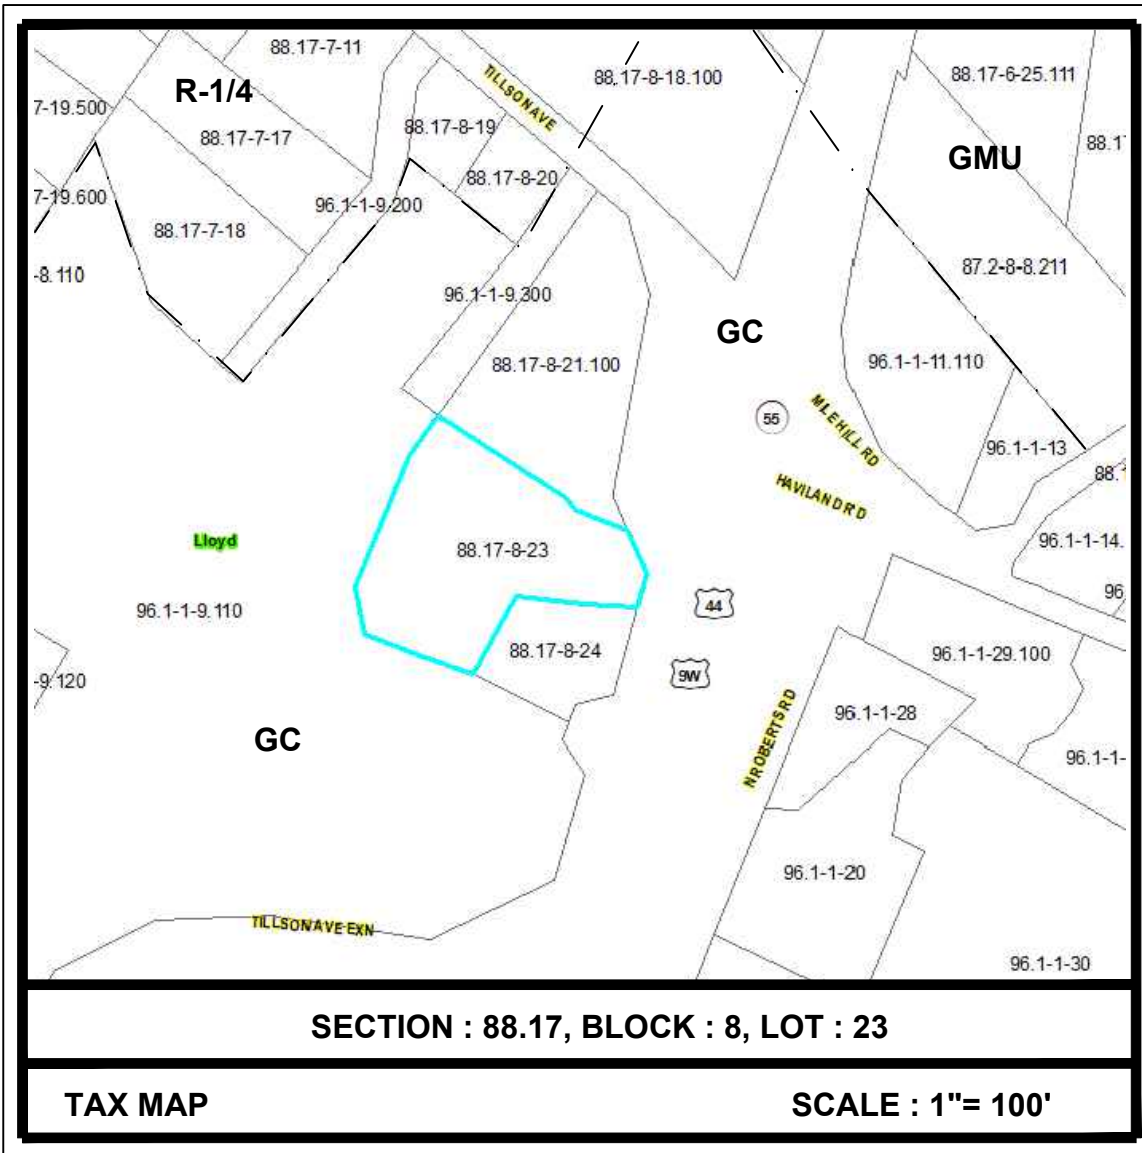 88.17-7-11
R-1/4
TILLSON AVE
88.17-8-18.100
88.17-6-25.111
7-19.500
88.17-7-17
88.17-8-19
88.1
GMU
88.17-8-20
7-19.600
96.1-1-9.200
88.17-7-18
-8.110
87.2-8-8.211
96.1-1-9.300
GC
88.17-8-21.100
96.1-1-11.110
55
MILE HILL RD
96.1-1-13
88.1
HAVILAND RD
Lloyd
88.17-8-23
96.1-1-14.
96
96.1-1-9.110
44
88.17-8-24
96.1-1-29.100
9W
-9.120
96.1-1-28
N ROBERTS RD
GC
96.1-1-
96.1-1-20
TILLSON AVE EXN
96.1-1-30
SECTION : 88.17, BLOCK : 8, LOT : 23
TAX MAP
SCALE : 1"= 100'